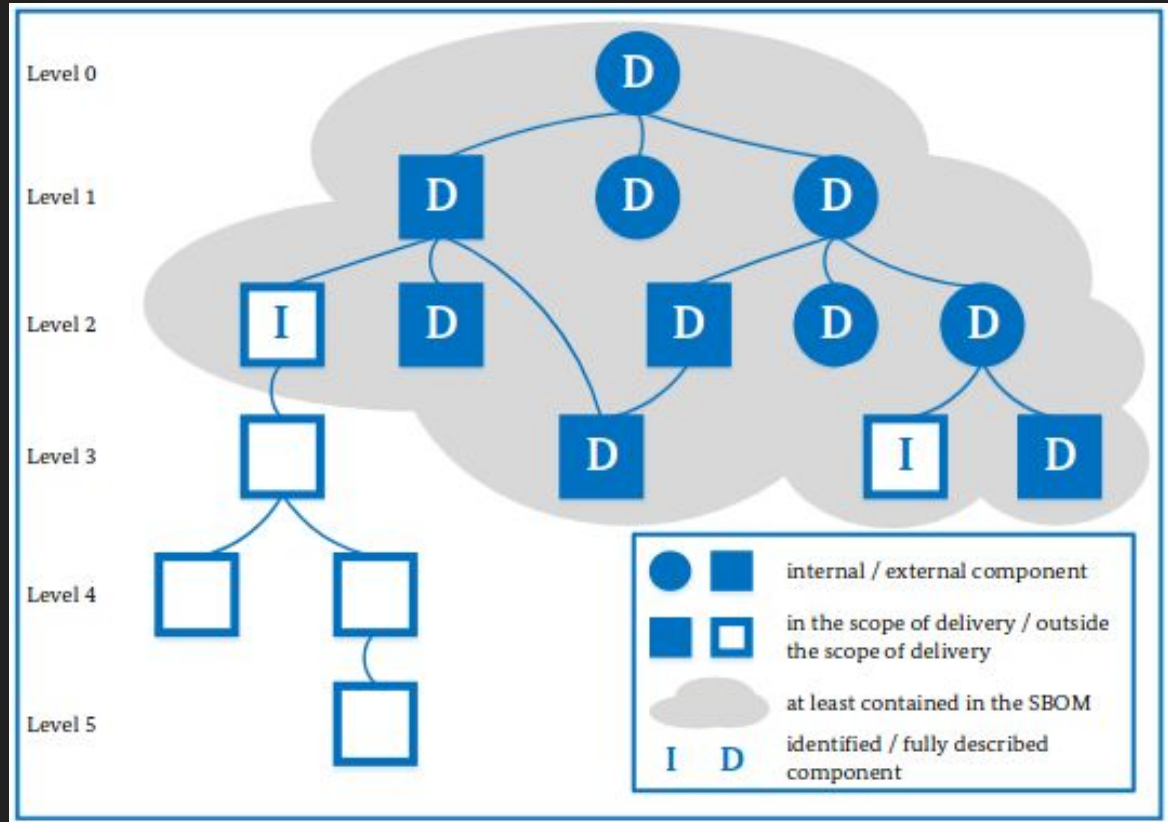 Level 0
D
Level 1
D
D
D
Level 2
I
D
D
D
D
Level 3
D
I
D
Level 4
Level 5
internal / external component
in the scope of delivery / outside
the scope of delivery
at least contained in the SBOM
I D
identified / fully described
component